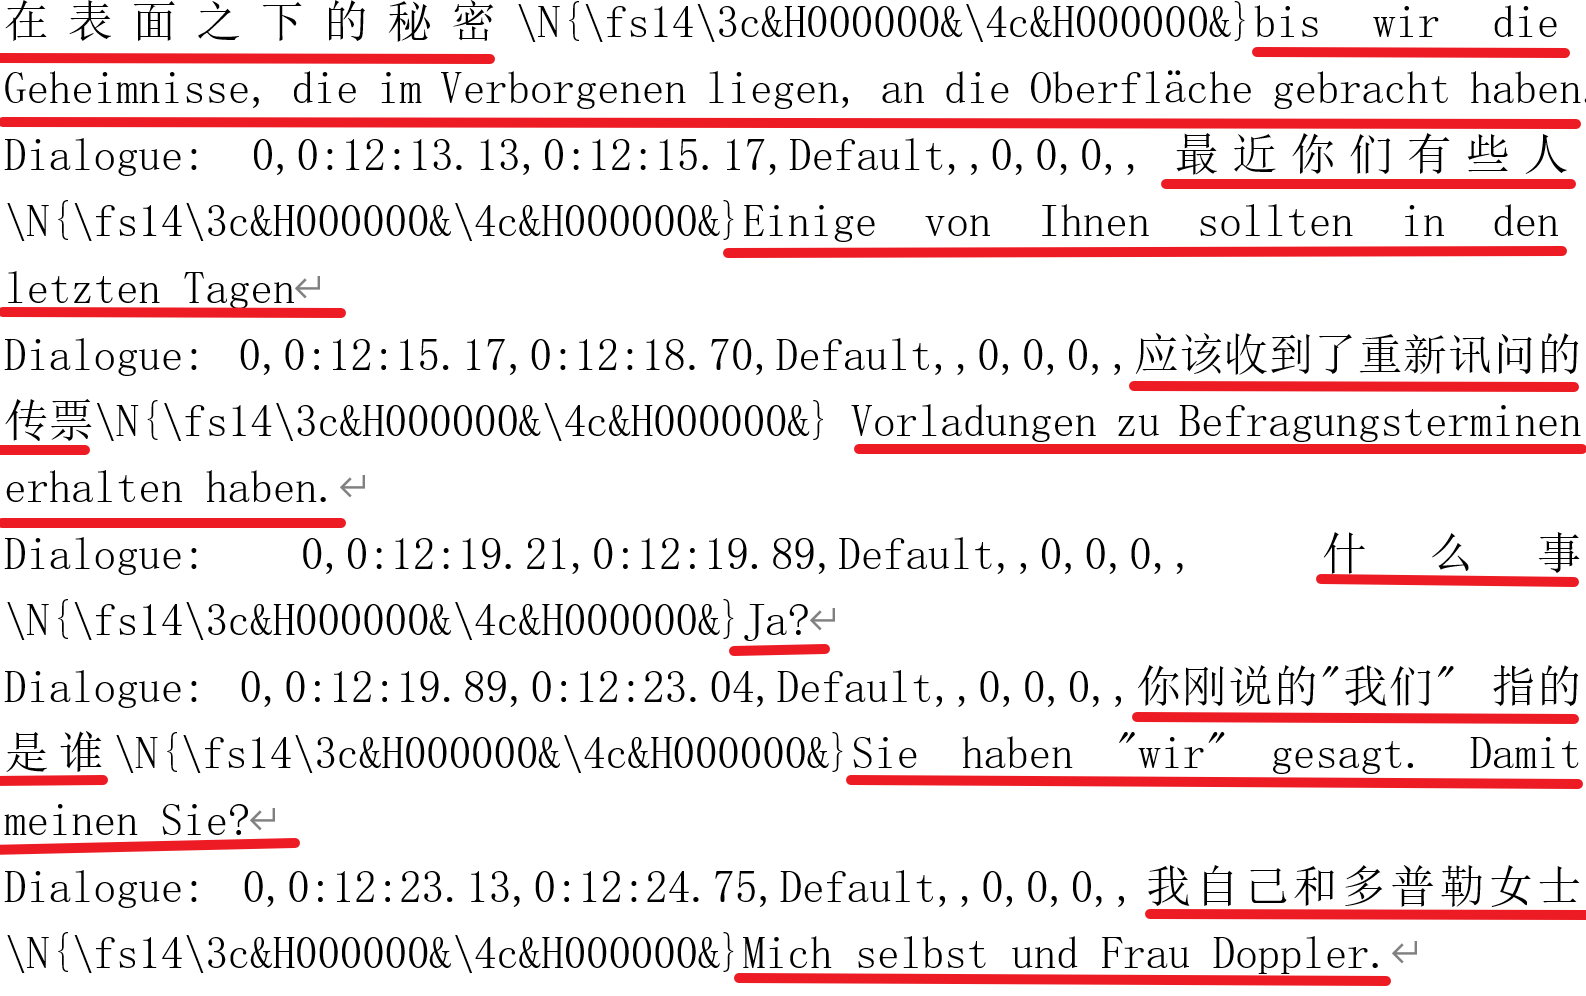 在表面之下的秘密\N{\fs14\3c&H000000&\4c&H000000&}bis wir die
Geheimnisse, die im Verborgenen liegen, an die Oberfläche gebracht haben.
Dialogue: 0,0:12:13.13,0:12:15.17,Default,,0,0,0,,最近你们有些人
\N{\fs14\3c&H000000&\4c&H000000&}Einige von Ihnen sollten in den
letzten Tagen↵
Dialogue: 0,0:12:15.17,0:12:18.70,Default,,0,0,0,,应该收到了重新讯问的
传票\N{\fs14\3c&H000000&\4c&H000000&} Vorladungen zu Befragungsterminen
erhalten haben.↵
Dialogue: 0,0:12:19.21,0:12:19.89,Default,,0,0,0,,什么事
\N{\fs14\3c&H000000&\4c&H000000&}Ja?↵
Dialogue: 0,0:12:19.89,0:12:23.04,Default,,0,0,0,,你刚说的"我们" 指的
是谁\N{\fs14\3c&H000000&\4c&H000000&}Sie haben "wir" gesagt. Damit
meinen Sie?↵
Dialogue: 0,0:12:23.13,0:12:24.75,Default,,0,0,0,,我自己和多普勒女士
\N{\fs14\3c&H000000&\4c&H000000&}Mich selbst und Frau Doppler.↵